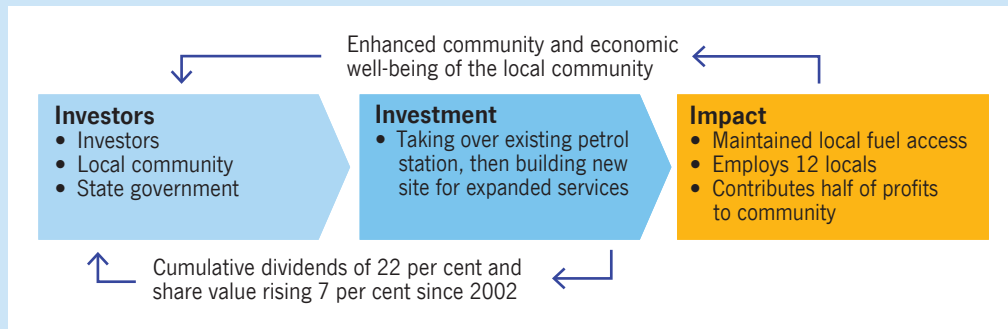 Enhanced community and economic
well-being of the local community
Investors
• Investors
• Local community
• State government
Investment
• Taking over existing petrol
station, then building new
site for expanded services
Impact
• Maintained local fuel access
• Employs 12 locals
• Contributes half of profits
to community
Cumulative dividends of 22 per cent and
share value rising 7 per cent since 2002